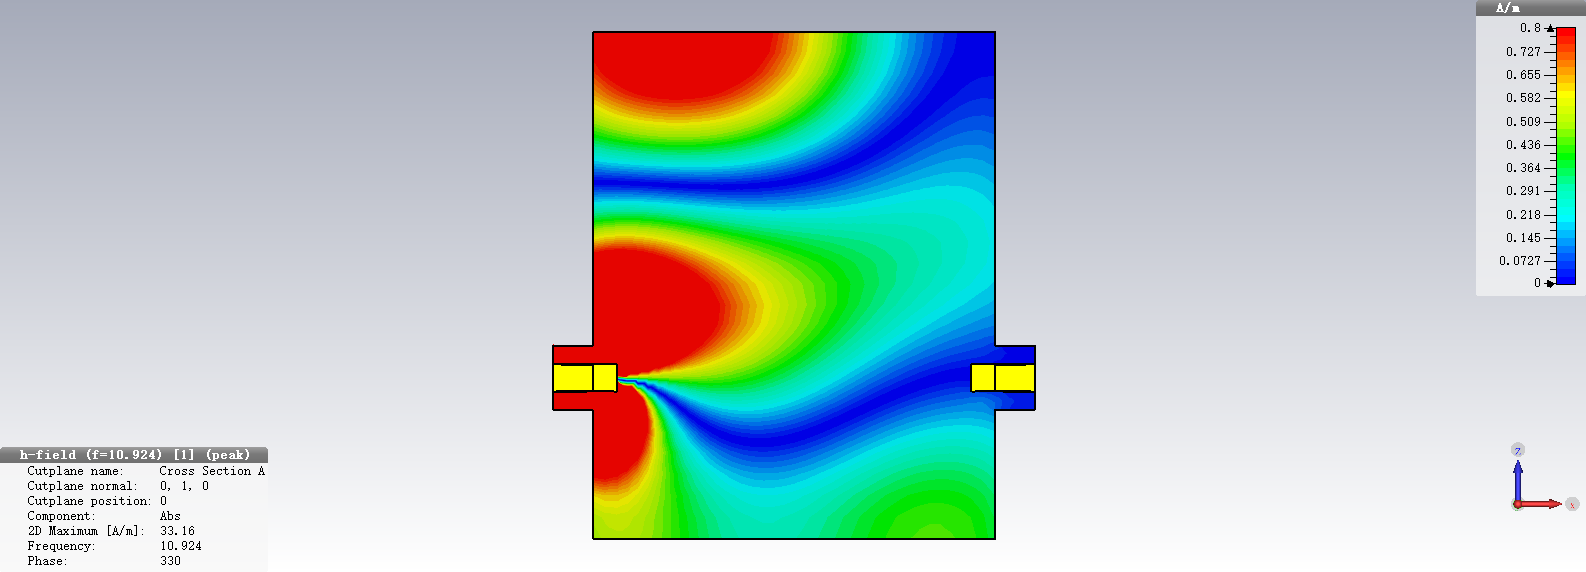 A/m
0.8
0.727
0.655
0.582
0.509
0.436
0.364
0.291
0.218
0.145
0.0727
0
h-field (f=10.924) [1] (peak)
Cutplane name: Cross Section A
Cutplane normal: 0, 1, 0
Cutplane position: 0
Component: Abs
2D Maximum [A/m]: 33.16
Frequency: 10.924
Phase: 330
z
x